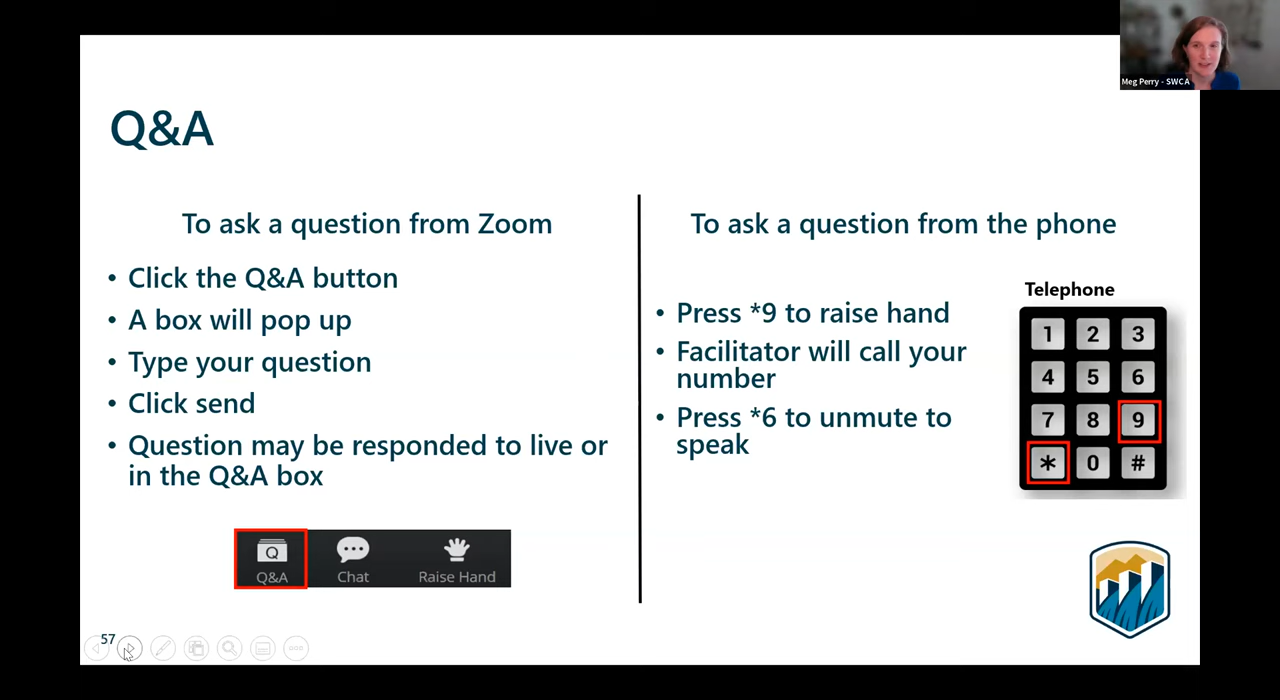 Meg Perry - SWCA
Q&A
To ask a question from Zoom
• Click the Q&A button
• A box will pop up
• Type your question
• Click send
• Question may be responded to live or
in the Q&A box
Q
Q&A
Chat
Raise Hand
To ask a question from the phone
• Press *9 to raise hand
• Facilitator will call your
number
• Press *6 to unmute to
speak
Telephone
1 2 3
4 5 6
7 8 9
* 0 #
57